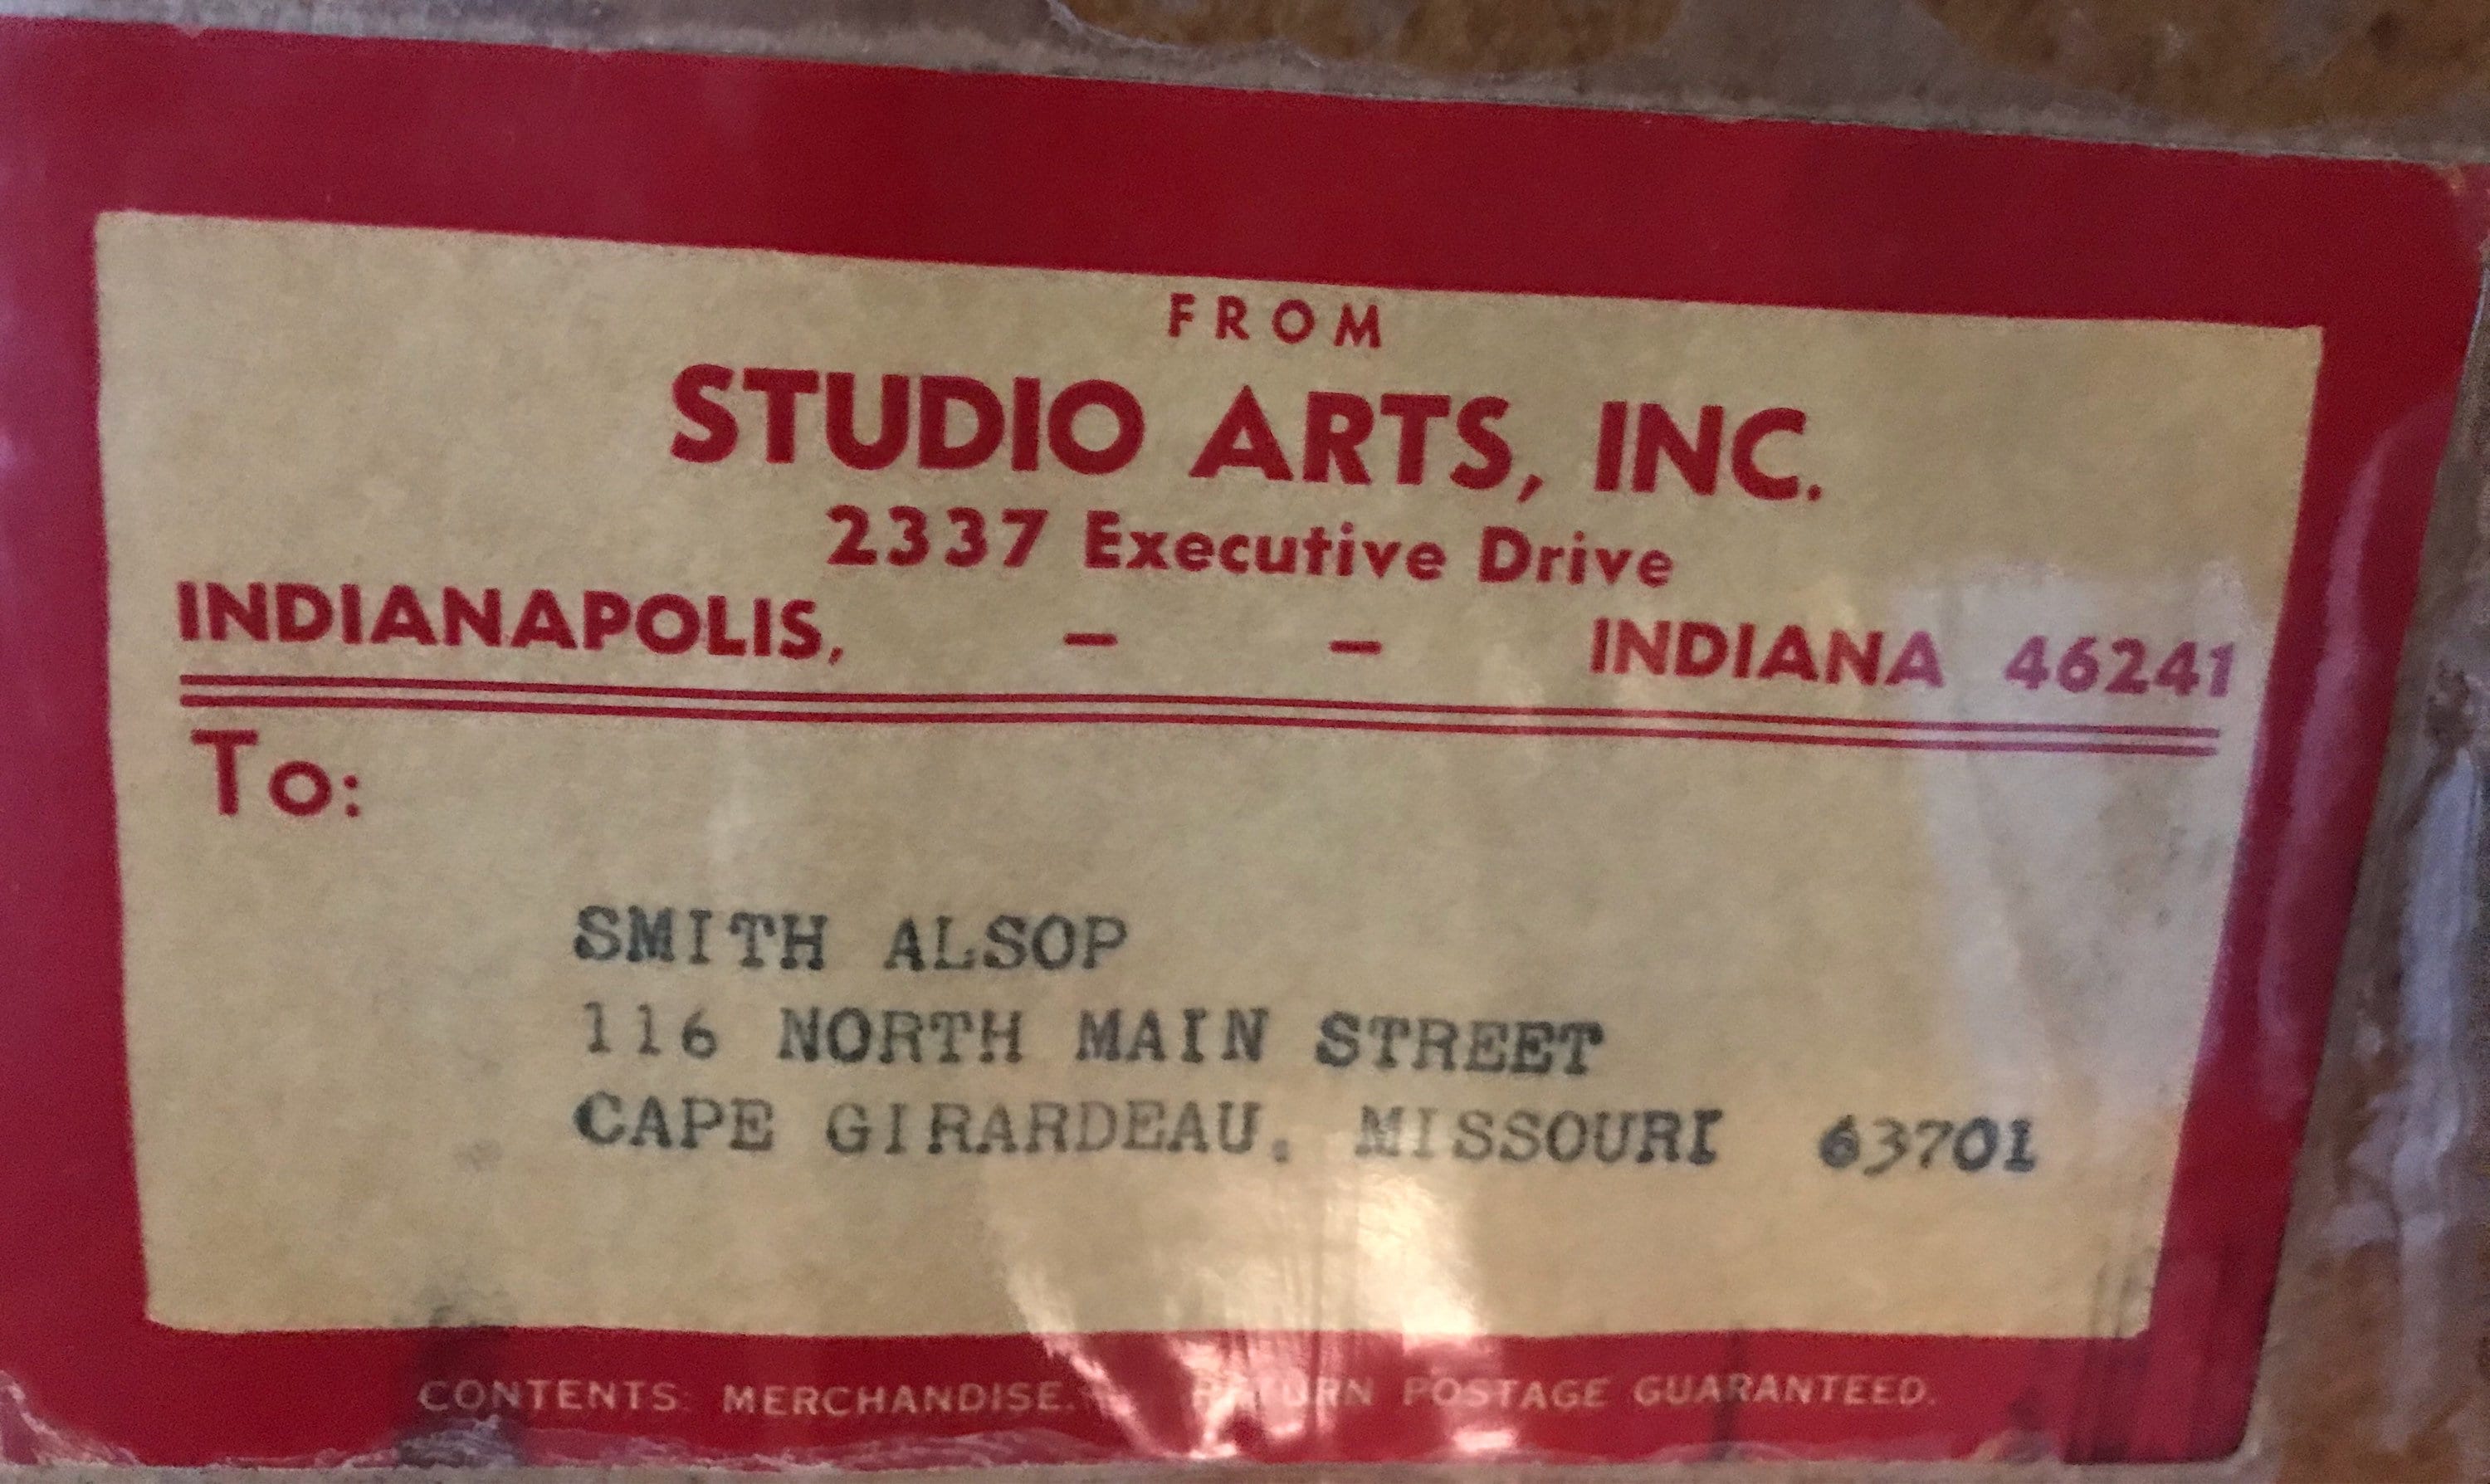 FROM
STUDIO ARTS, INC.
2337 Executive Drive
INDIANAPOLIS, – – INDIANA 46241
To:
SMITH ALSOP
116 NORTH MAIN STREET
CAPE GIRARDEAU, MISSOURI 63701
CONTENTS: MERCHANDISE. RETURN POSTAGE GUARANTEED.